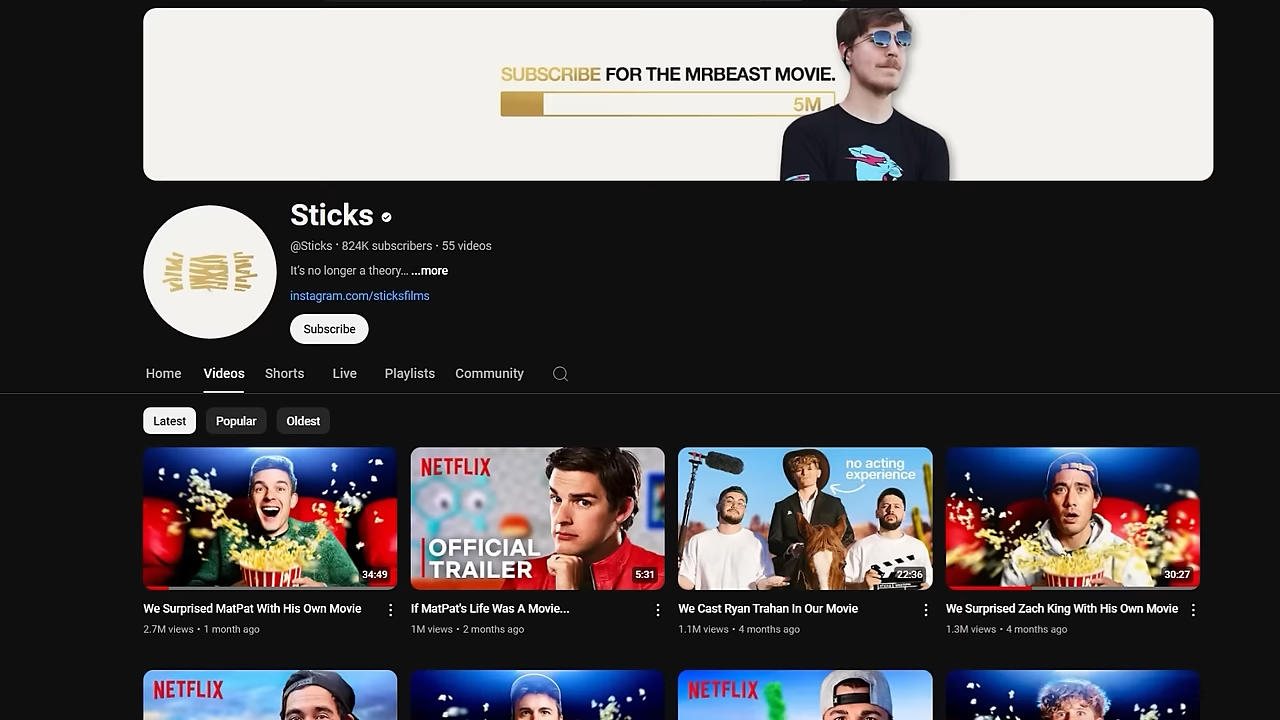 SUBSCRIBE FOR THE MRBEAST MOVIE.
5M
Sticks
@Sticks • 824K subscribers • 55 videos
It's no longer a theory... ...more
instagram.com/sticksfilms
Subscribe
Home Videos Shorts Live Playlists Community
Latest Popular Oldest
34:49
NETFLIX
OFFICIAL
TRAILER
5:31
no acting
experience
22:36
30:27
We Surprised MatPat With His Own Movie
2.7M views • 1 month ago
If MatPat's Life Was A Movie...
1M views • 2 months ago
We Cast Ryan Trahan In Our Movie
1.1M views • 4 months ago
We Surprised Zach King With His Own Movie
1.3M views • 4 months ago
NETFLIX
NETFLIX